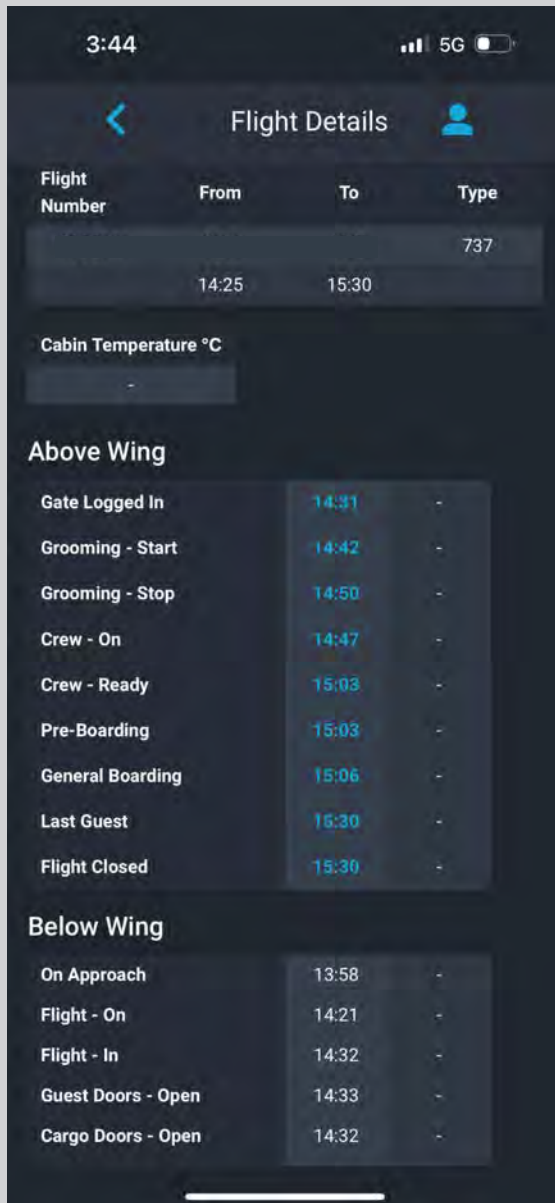 3:44 5G
Flight Details
Flight
Number From To Type
737
14:25 15:30
Cabin Temperature °C
-
Above Wing
Gate Logged In 14:31 -
Grooming - Start 14:42 -
Grooming - Stop 14:50 -
Crew - On 14:47 -
Crew - Ready 15:03 -
Pre-Boarding 15:03 -
General Boarding 15:06 -
Last Guest 15:30 -
Flight Closed 15:30 -
Below Wing
On Approach 13:58 -
Flight - On 14:21 -
Flight - In 14:32 -
Guest Doors - Open 14:33 -
Cargo Doors - Open 14:32 -